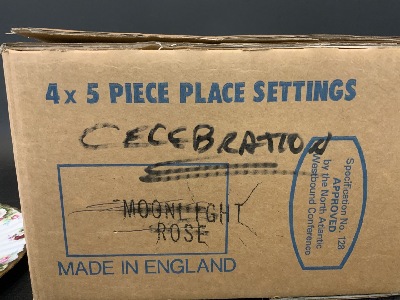 4 x 5 PIECE PLACE SETTINGS
CECEBRATION
MOONLIGHT
ROSE
MADE IN ENGLAND
Specification No. 128
APPROVED
by the North Atlantic
Westbound Conference